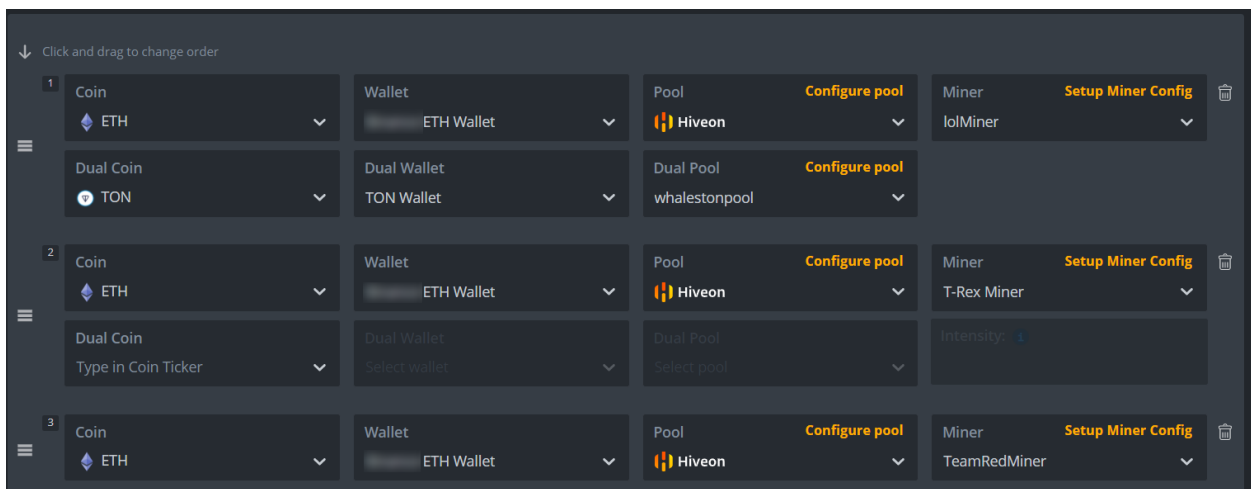 Click and drag to change order
1
Coin Wallet Pool Configure pool Miner Setup Miner Config
ETH ETH Wallet Hiveon lolMiner
Dual Coin Dual Wallet Dual Pool Configure pool
TON TON Wallet whalestonpool
2
Coin Wallet Pool Configure pool Miner Setup Miner Config
ETH ETH Wallet Hiveon T-Rex Miner
Dual Coin Dual Wallet Dual Pool Intensity: i
Type in Coin Ticker Select wallet Select pool
3
Coin Wallet Pool Configure pool Miner Setup Miner Config
ETH ETH Wallet Hiveon TeamRedMiner